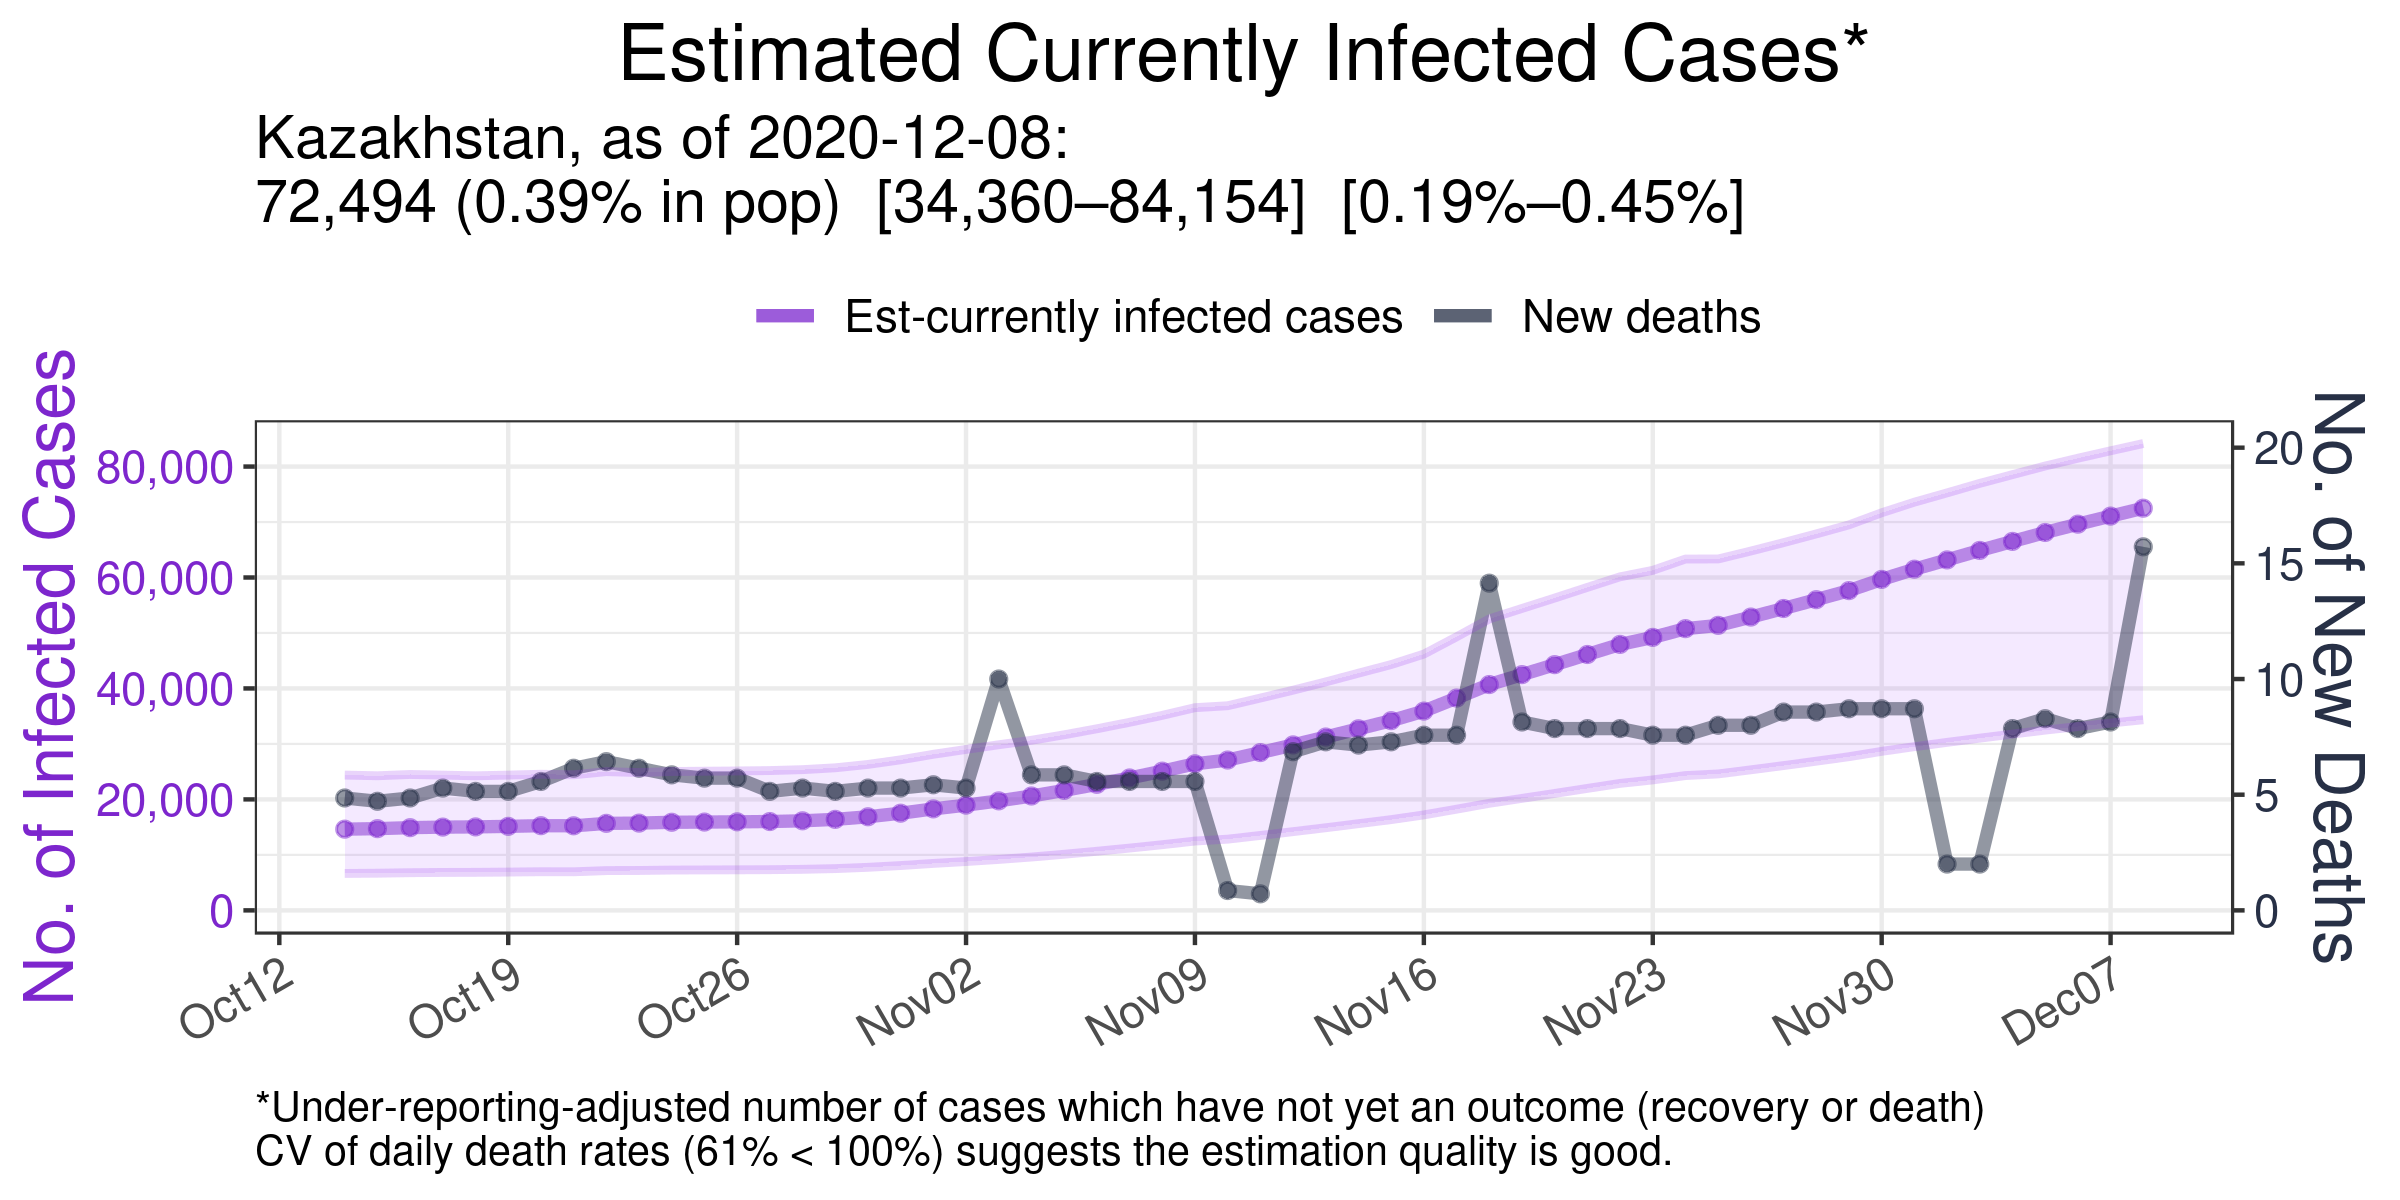 Estimated Currently Infected Cases*
Kazakhstan, as of 2020-12-08:
72,494 (0.39% in pop)  [34,360–84,154]  [0.19%–0.45%]
Est-currently infected cases
New deaths
No. of Infected Cases
80,000
60,000
40,000
20,000
0
20
15
10
5
0
No. of New Deaths
Oct12
Oct19
Oct26
Nov02
Nov09
Nov16
Nov23
Nov30
Dec07
*Under-reporting-adjusted number of cases which have not yet an outcome (recovery or death)
CV of daily death rates (61% < 100%) suggests the estimation quality is good.